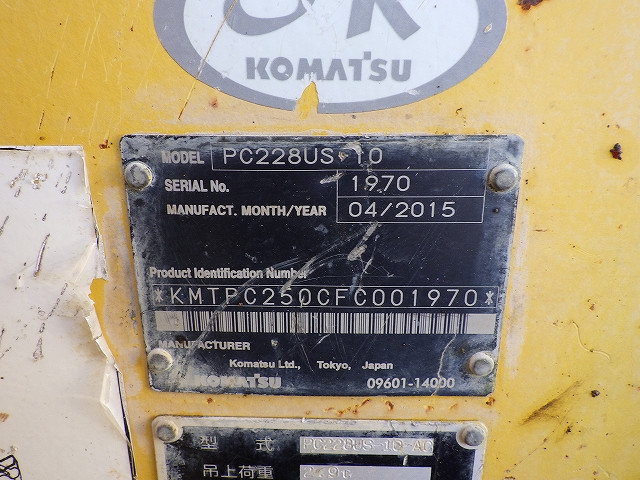 KOMATSU
MODEL PC228US-10
SERIAL No. 1970
MANUFACT. MONTH/YEAR 04/2015
Product Identification Number
*KMTPC250CFC001970*
MANUFACTURER
Komatsu Ltd., Tokyo, Japan
KOMATSU 09601-14000
型 式 PC228US-10-AG
吊上荷重